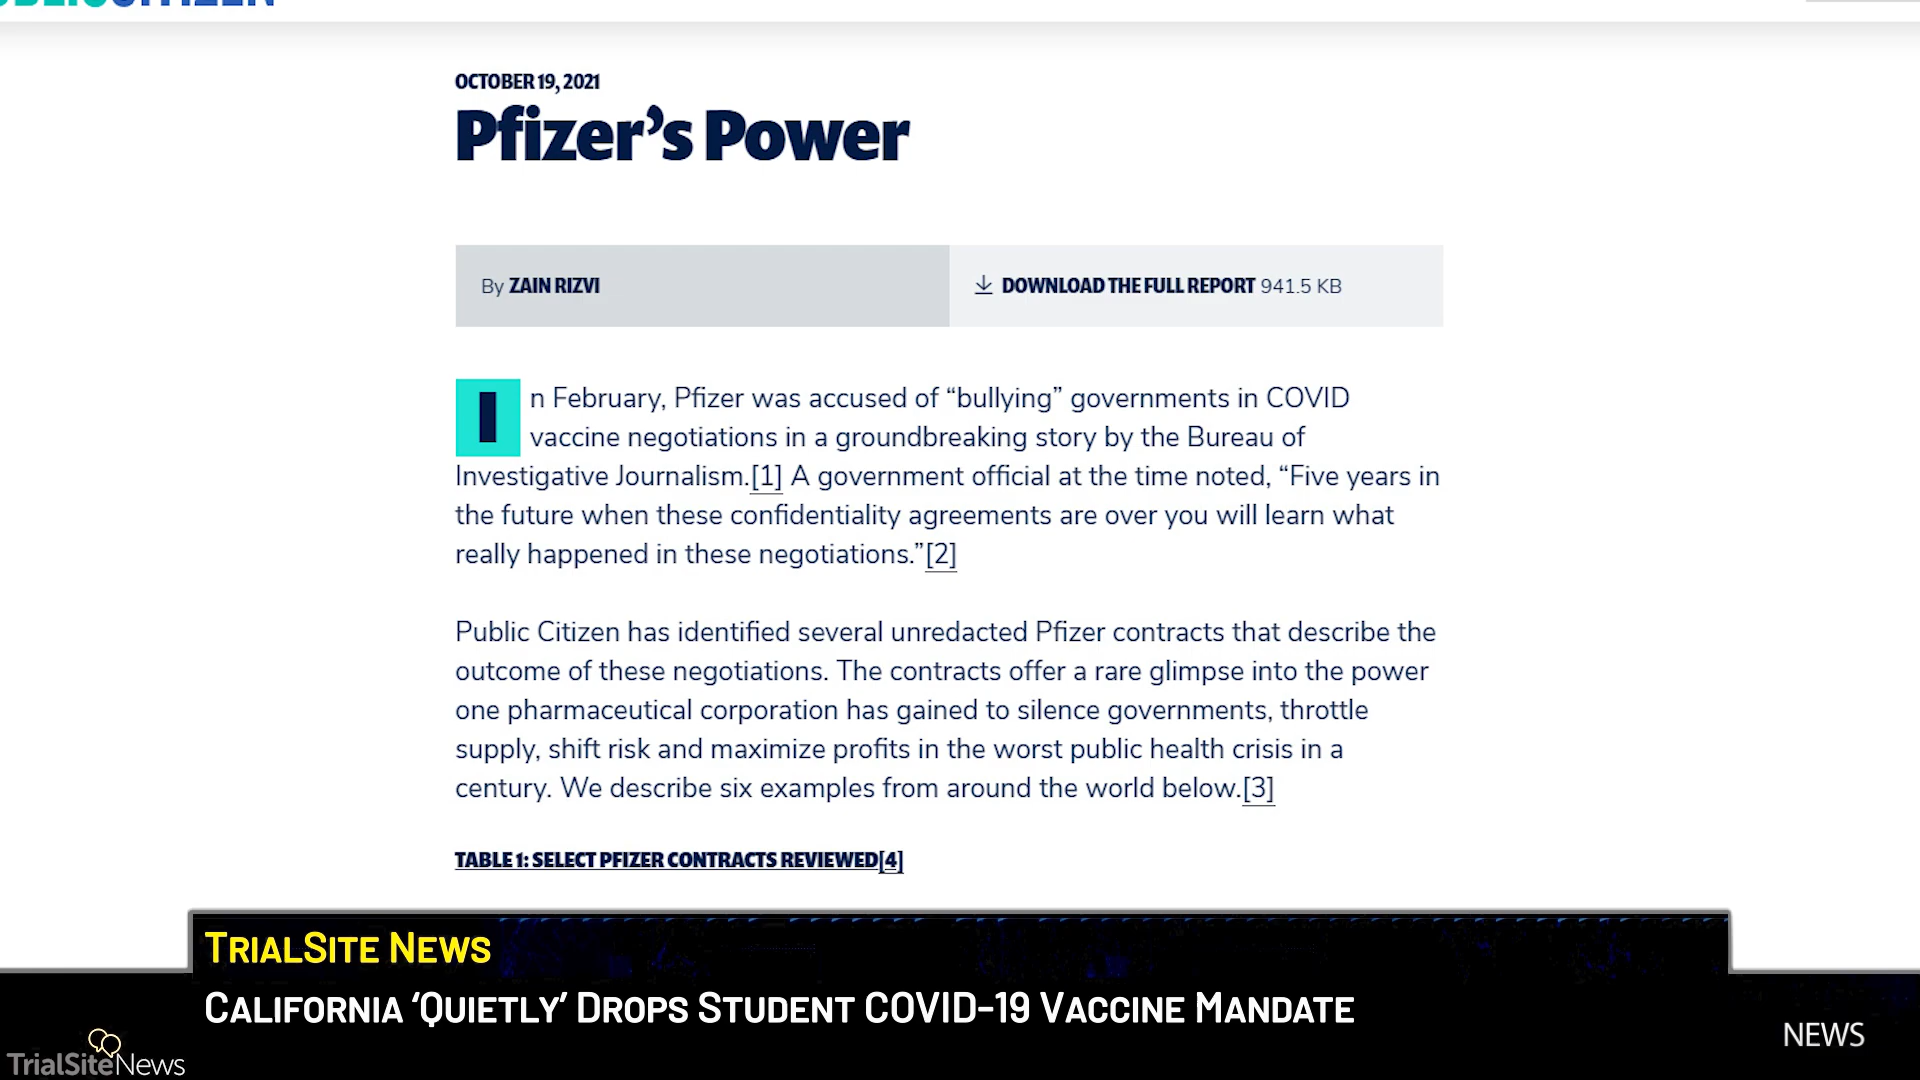 OCTOBER 19, 2021
Pfizer’s Power
By ZAIN RIZVI
DOWNLOAD THE FULL REPORT 941.5 KB
In February, Pfizer was accused of “bullying” governments in COVID
vaccine negotiations in a groundbreaking story by the Bureau of
Investigative Journalism.[1] A government official at the time noted, “Five years in
the future when these confidentiality agreements are over you will learn what
really happened in these negotiations.”[2]
Public Citizen has identified several unredacted Pfizer contracts that describe the
outcome of these negotiations. The contracts offer a rare glimpse into the power
one pharmaceutical corporation has gained to silence governments, throttle
supply, shift risk and maximize profits in the worst public health crisis in a
century. We describe six examples from around the world below.[3]
TABLE 1: SELECT PFIZER CONTRACTS REVIEWED[4]
TRIALSITE NEWS
CALIFORNIA ‘QUIETLY’ DROPS STUDENT COVID-19 VACCINE MANDATE
NEWS
TrialSiteNews